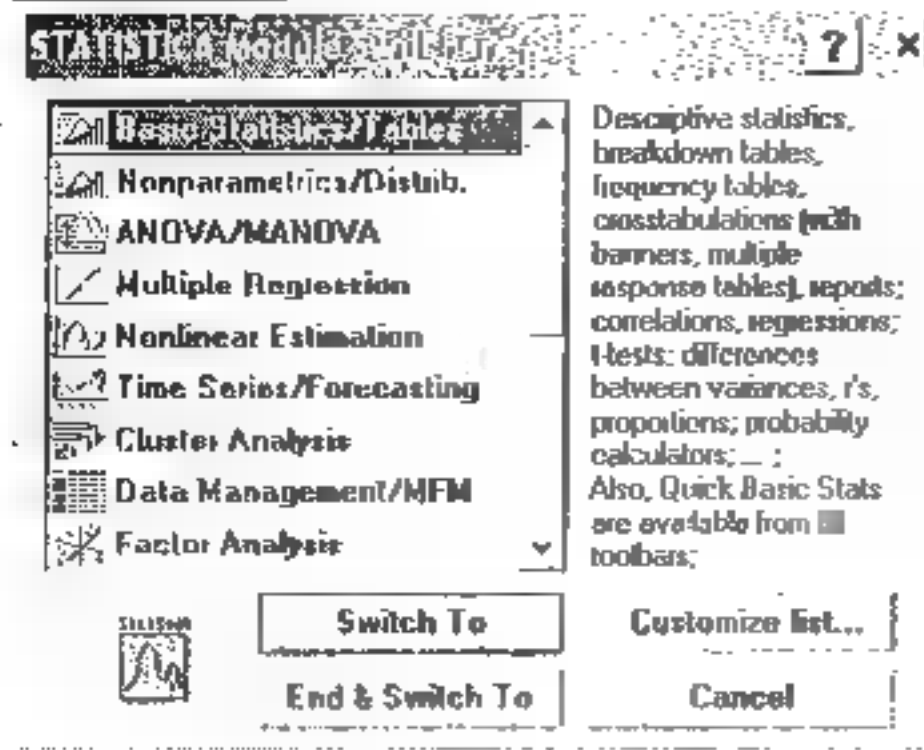 STATISTICA Module Switcher
?
×
Basic Statistics/Tables
Nonparametrics/Distrib.
ANOVA/MANOVA
Multiple Regression
Nonlinear Estimation
Time Series/Forecasting
Cluster Analysis
Data Management/MFM
Factor Analysis
Descriptive statistics,
breakdown tables,
frequency tables,
crosstabulations (with
banners, multiple
response tables), reports;
correlations, regressions;
t-tests: differences
between variances, r's,
proportions; probability
calculators; ... ;
Also, Quick Basic Stats
are available from
toolbars;
Switch To
Customize list...
End & Switch To
Cancel